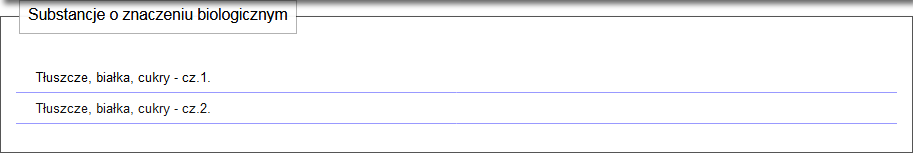 Substancje o znaczeniu biologicznym
Tłuszcze, białka, cukry - cz.1.
Tłuszcze, białka, cukry - cz.2.